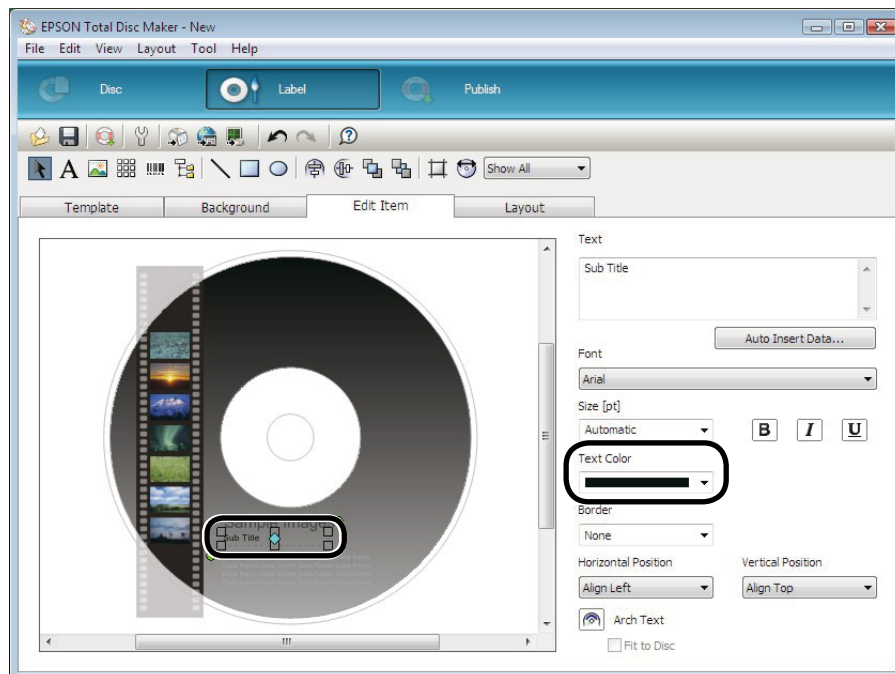 EPSON Total Disc Maker - New
File Edit View Layout Tool Help
Disc Label Publish
A Show All
Template Background Edit Item Layout
Text
Sub Title
Auto Insert Data...
Font
Arial
Size [pt]
Automatic B I U
Text Color
Border
None
Horizontal Position Vertical Position
Align Left Align Top
Arch Text
Fit to Disc
Sample Images
Sub Title